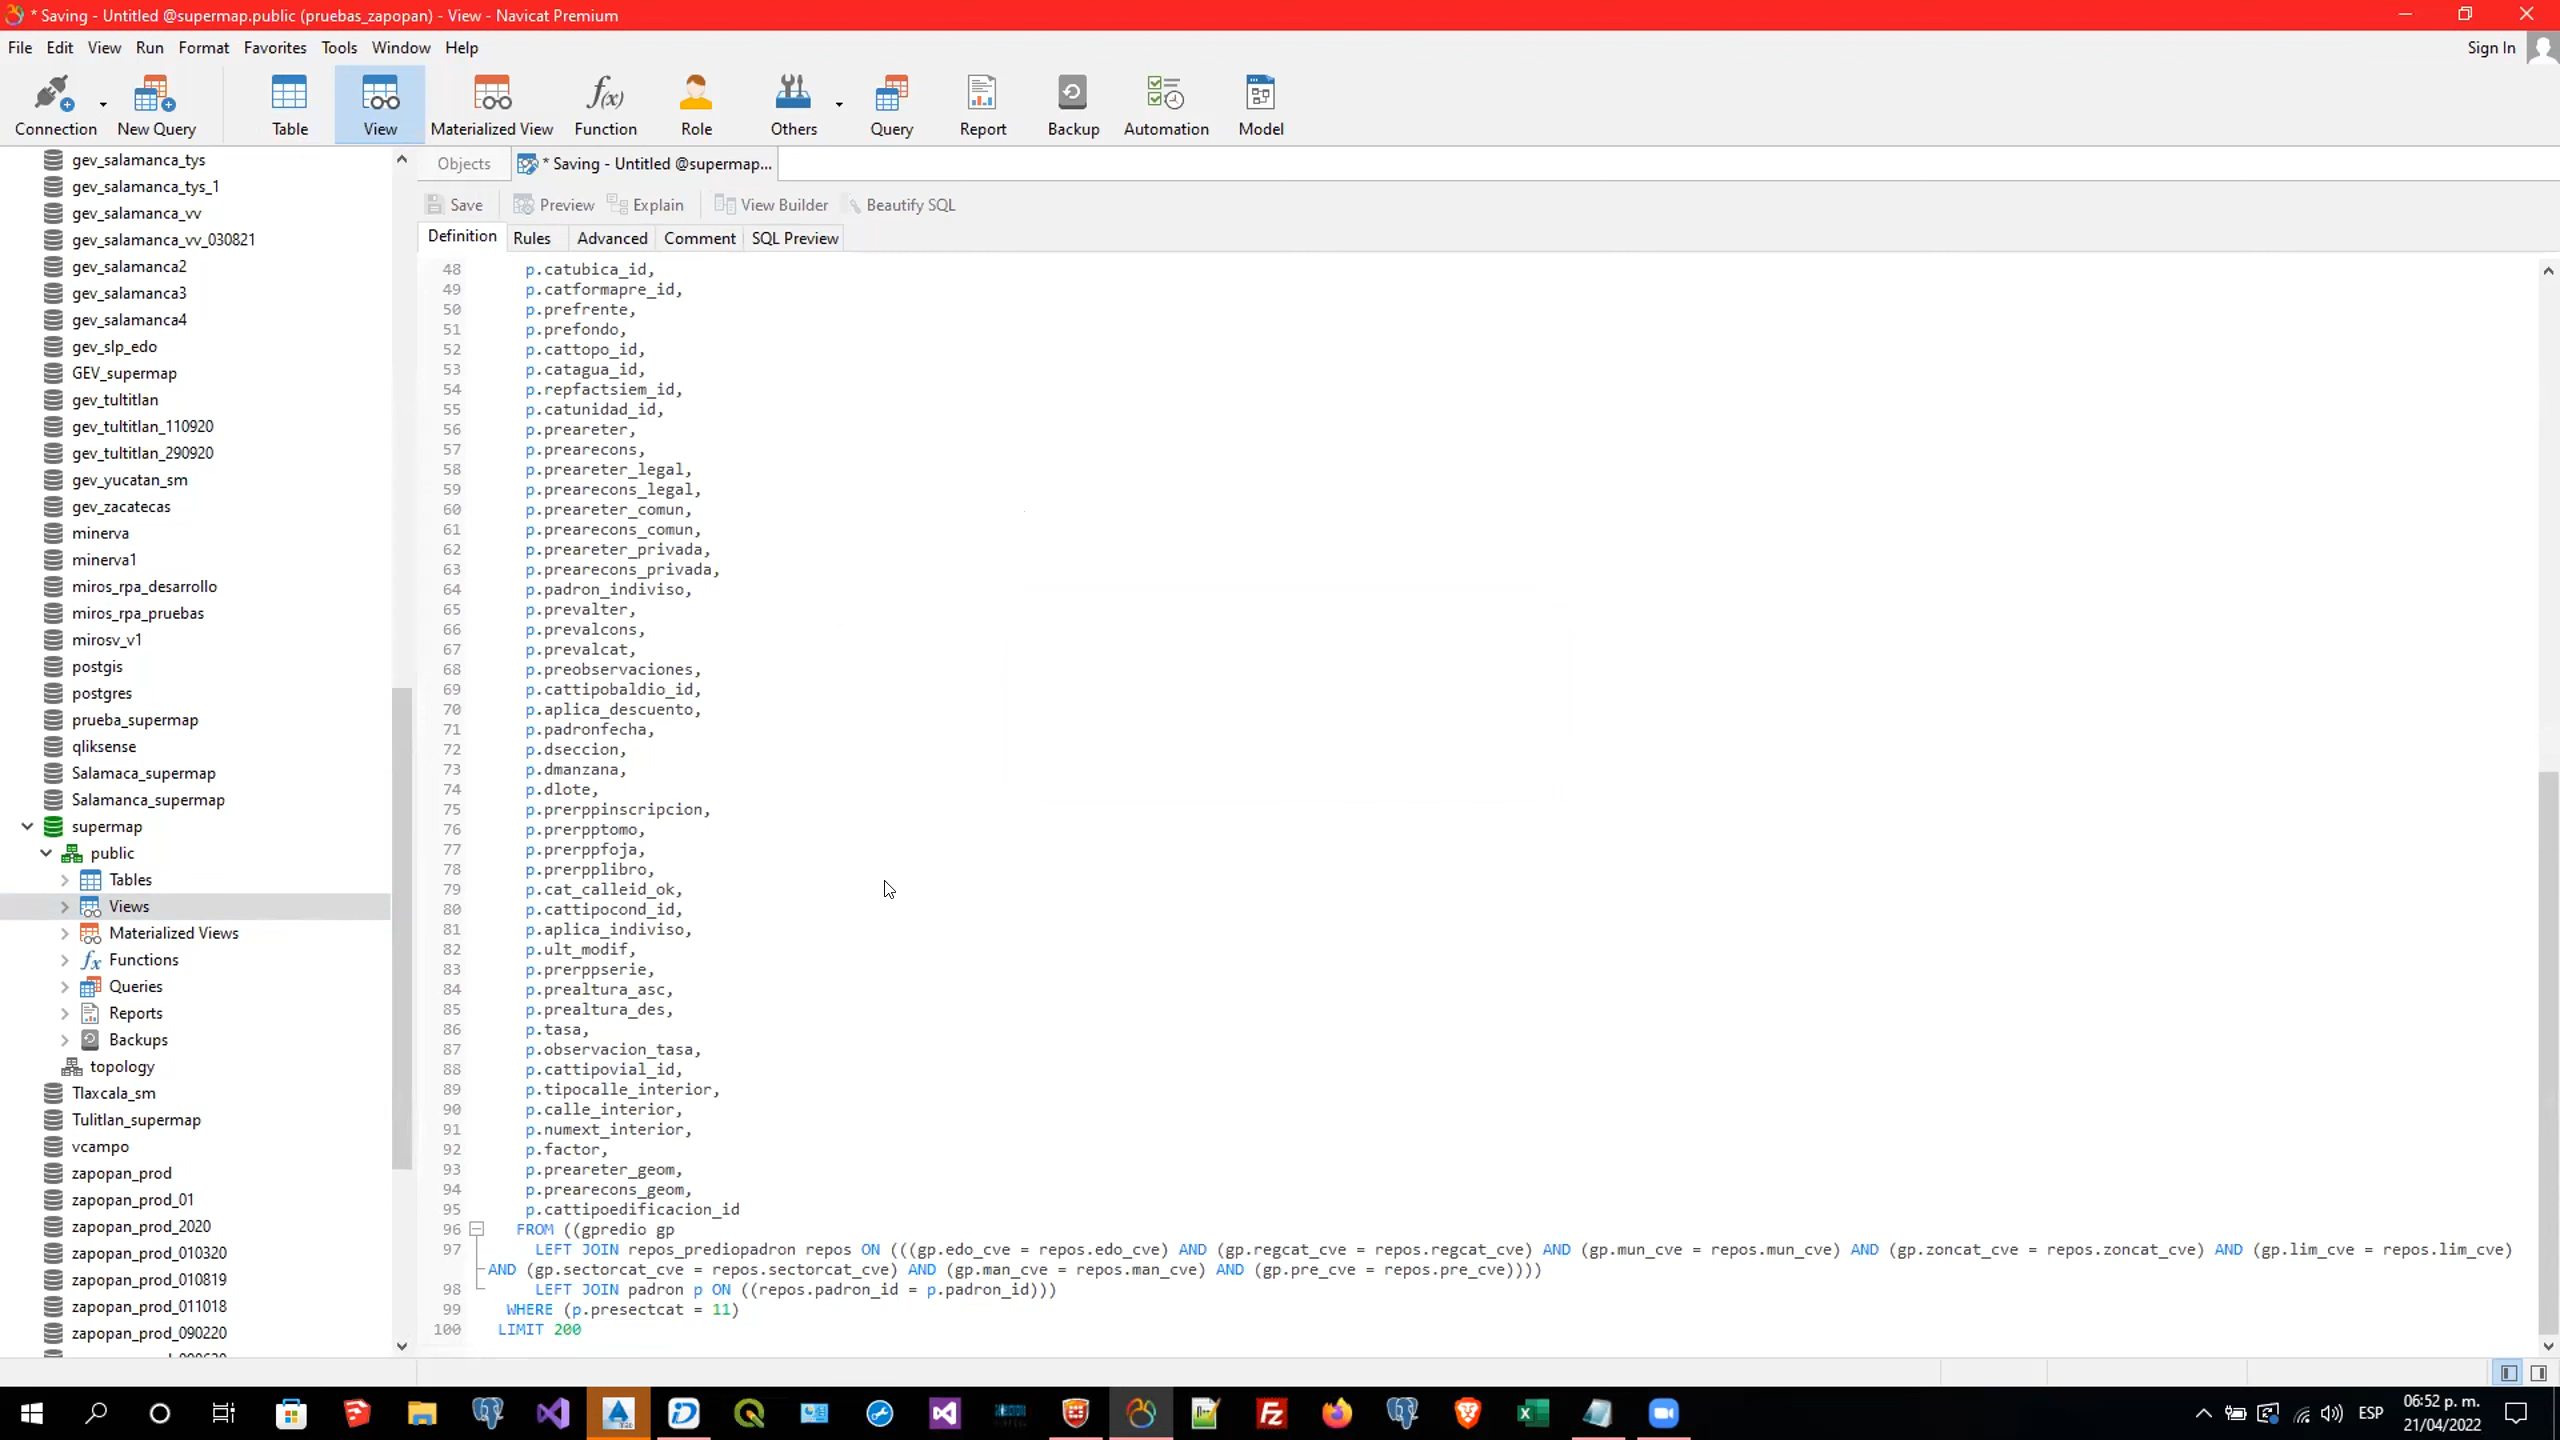 * Saving - Untitled @supermap.public (pruebas_zapopan) - View - Navicat Premium
File Edit View Run Format Favorites Tools Window Help
Sign In
Connection New Query Table View Materialized View Function Role Others Query Report Backup Automation Model
Objects * Saving - Untitled @supermap...
Save Preview Explain View Builder Beautify SQL
Definition Rules Advanced Comment SQL Preview
gev_salamanca_tys
gev_salamanca_tys_1
gev_salamanca_vv
gev_salamanca_vv_030821
gev_salamanca2
gev_salamanca3
gev_salamanca4
gev_slp_edo
GEV_supermap
gev_tultitlan
gev_tultitlan_110920
gev_tultitlan_290920
gev_yucatan_sm
gev_zacatecas
minerva
minerva1
miros_rpa_desarrollo
miros_rpa_pruebas
mirosv_v1
postgis
postgres
prueba_supermap
qliksense
Salamaca_supermap
Salamanca_supermap
supermap
public
Tables
Views
Materialized Views
Functions
Queries
Reports
Backups
topology
Tlaxcala_sm
Tulitlan_supermap
vcampo
zapopan_prod
zapopan_prod_01
zapopan_prod_2020
zapopan_prod_010320
zapopan_prod_010819
zapopan_prod_011018
zapopan_prod_090220
48 p.catubica_id,
49 p.catformapre_id,
50 p.prefrente,
51 p.prefondo,
52 p.cattopo_id,
53 p.catagua_id,
54 p.repfactsiem_id,
55 p.catunidad_id,
56 p.preareter,
57 p.prearecons,
58 p.preareter_legal,
59 p.prearecons_legal,
60 p.preareter_comun,
61 p.prearecons_comun,
62 p.preareter_privada,
63 p.prearecons_privada,
64 p.padron_indiviso,
65 p.prevalter,
66 p.prevalcons,
67 p.prevalcat,
68 p.preobservaciones,
69 p.cattipobaldio_id,
70 p.aplica_descuento,
71 p.padronfecha,
72 p.dseccion,
73 p.dmanzana,
74 p.dlote,
75 p.prerppinscripcion,
76 p.prerpptomo,
77 p.prerppfoja,
78 p.prerpplibro,
79 p.cat_calleid_ok,
80 p.cattipocond_id,
81 p.aplica_indiviso,
82 p.ult_modif,
83 p.prerppserie,
84 p.prealtura_asc,
85 p.prealtura_des,
86 p.tasa,
87 p.observacion_tasa,
88 p.cattipovial_id,
89 p.tipocalle_interior,
90 p.calle_interior,
91 p.numext_interior,
92 p.factor,
93 p.preareter_geom,
94 p.prearecons_geom,
95 p.cattipoedificacion_id
96 FROM ((gpredio gp
97 LEFT JOIN repos_prediopadron repos ON (((gp.edo_cve = repos.edo_cve) AND (gp.regcat_cve = repos.regcat_cve) AND (gp.mun_cve = repos.mun_cve) AND (gp.zoncat_cve = repos.zoncat_cve) AND (gp.lim_cve = repos.lim_cve)
AND (gp.sectorcat_cve = repos.sectorcat_cve) AND (gp.man_cve = repos.man_cve) AND (gp.pre_cve = repos.pre_cve))))
98 LEFT JOIN padron p ON ((repos.padron_id = p.padron_id)))
99 WHERE (p.presectcat = 11)
100 LIMIT 200
ESP
06:52 p. m.
21/04/2022